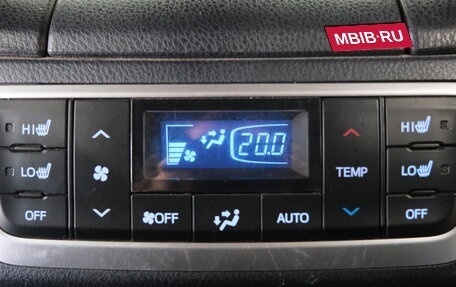 MBIB.RU
HI
HI
20.0
LO
TEMP
LO
OFF
OFF
AUTO
OFF